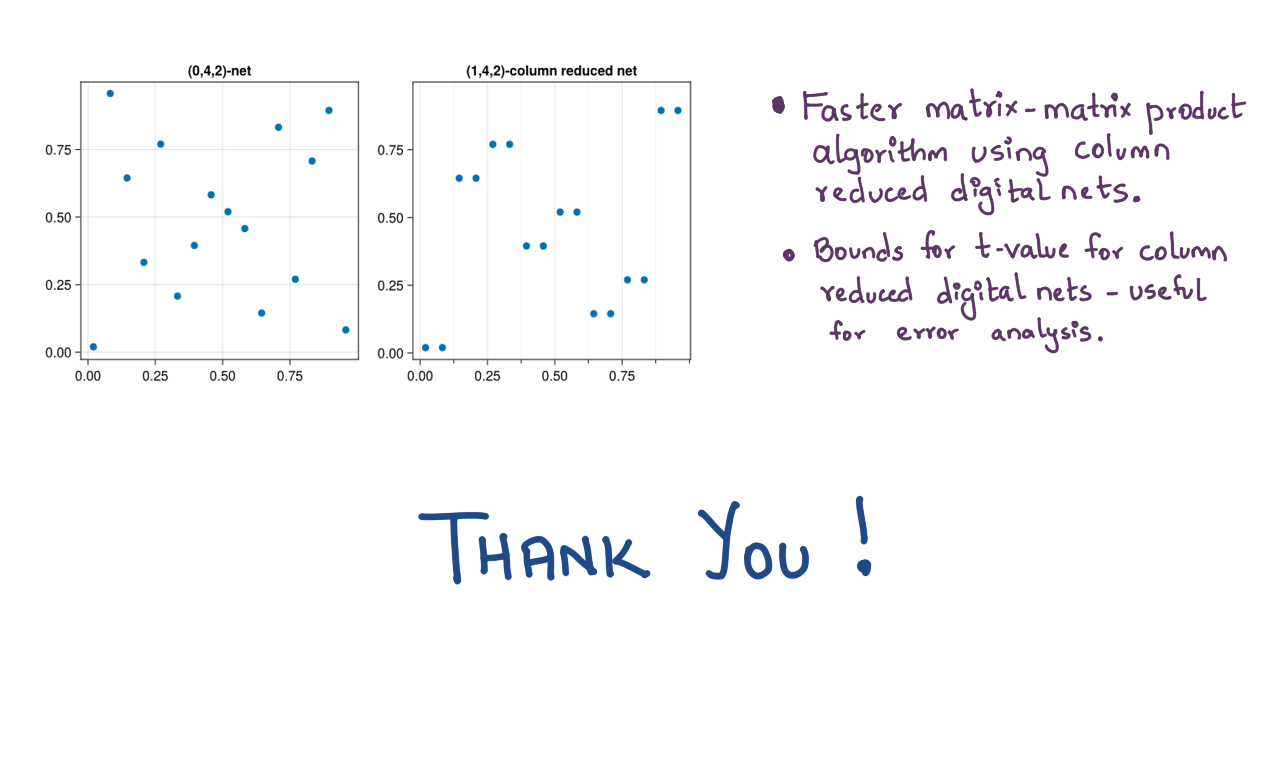 (0,4,2)-net
0.75
0.50
0.25
0.00
0.00 0.25 0.50 0.75
(1,4,2)-column reduced net
0.75
0.50
0.25
0.00
0.00 0.25 0.50 0.75
• Faster matrix-matrix product
algorithm using column
reduced digital nets.
• Bounds for t-value for column
reduced digital nets - useful
for error analysis.
THANK YOU !